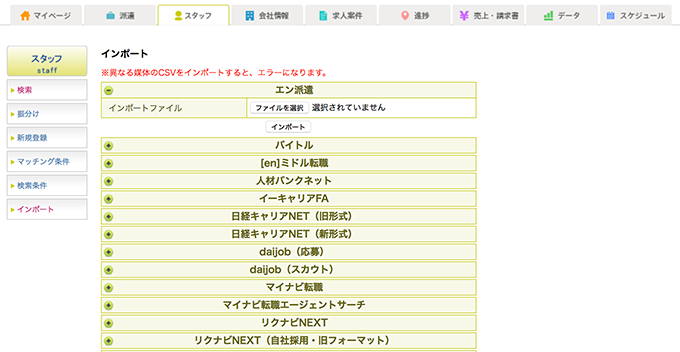 マイページ
派遣
スタッフ
会社情報
求人案件
進捗
売上・請求書
データ
スケジュール
スタッフ
staff
検索
振分け
新規登録
マッチング条件
検索条件
インポート
インポート
※異なる媒体のCSVをインポートすると、エラーになります。
エン派遣
インポートファイル
ファイルを選択 選択されていません
インポート
バイトル
[en]ミドル転職
人材バンクネット
イーキャリアFA
日経キャリアNET（旧形式）
日経キャリアNET（新形式）
daijob（応募）
daijob（スカウト）
マイナビ転職
マイナビ転職エージェントサーチ
リクナビNEXT
リクナビNEXT（自社採用・旧フォーマット）